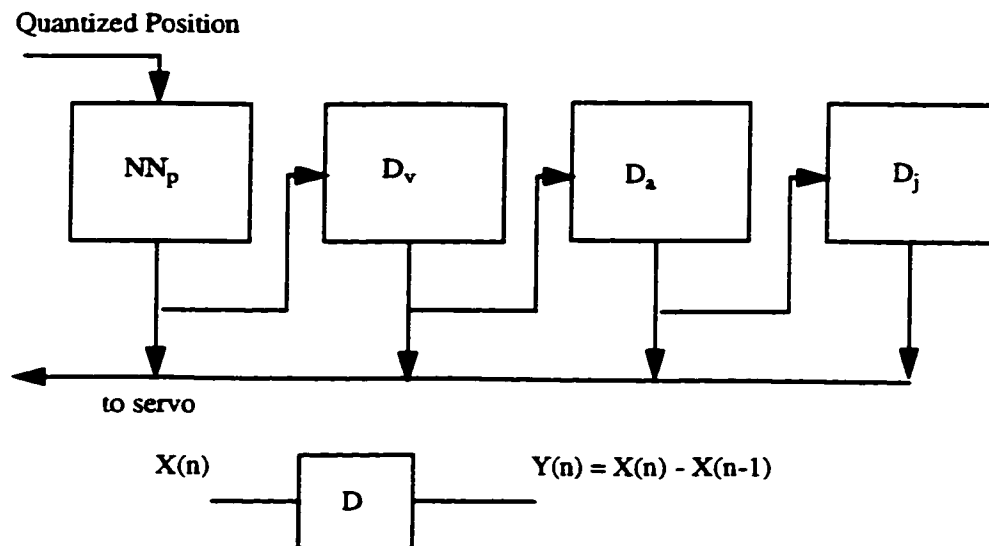 Quantized Position
NNp
Dv
Da
Dj
to servo
X(n)
D
Y(n) = X(n) - X(n-1)